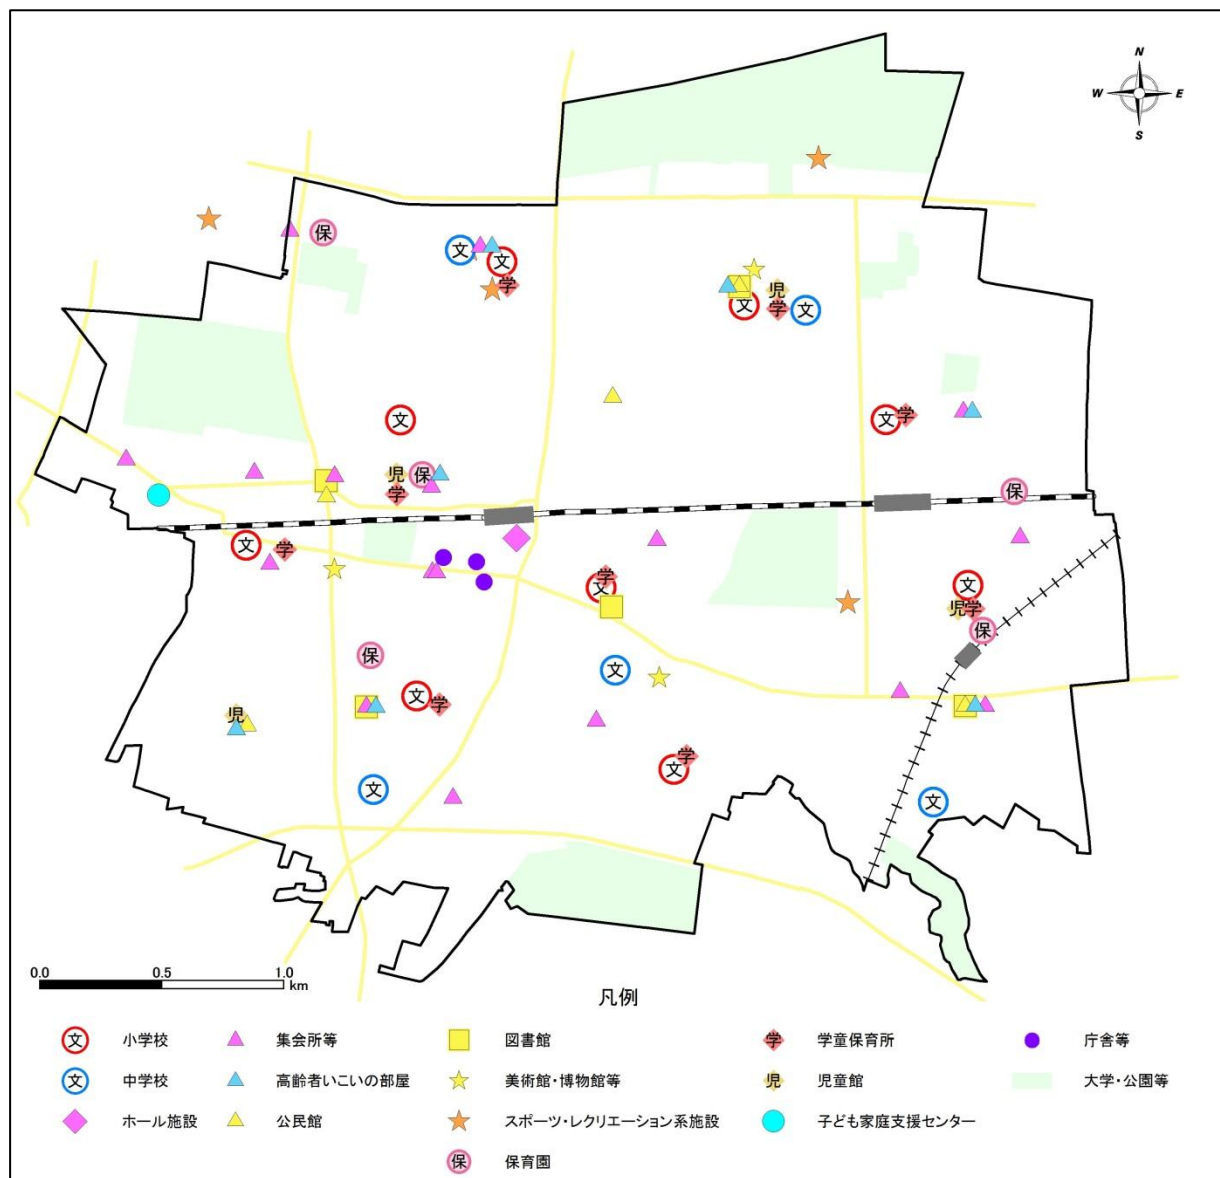 N
W E
S
保
文
文
学
児
文
学
文
文
文
学
児
保
学
保
文
学
学
文
文
児
学
保
保
文
文
学
児
学
文
文
文
0.0 0.5 1.0
km
凡例
文 小学校 集会所等 図書館 学 学童保育所 庁舎等
文 中学校 高齢者いこいの部屋 美術館・博物館等 児 児童館 大学・公園等
ホール施設 公民館 スポーツ・レクリエーション系施設 子ども家庭支援センター
保 保育園